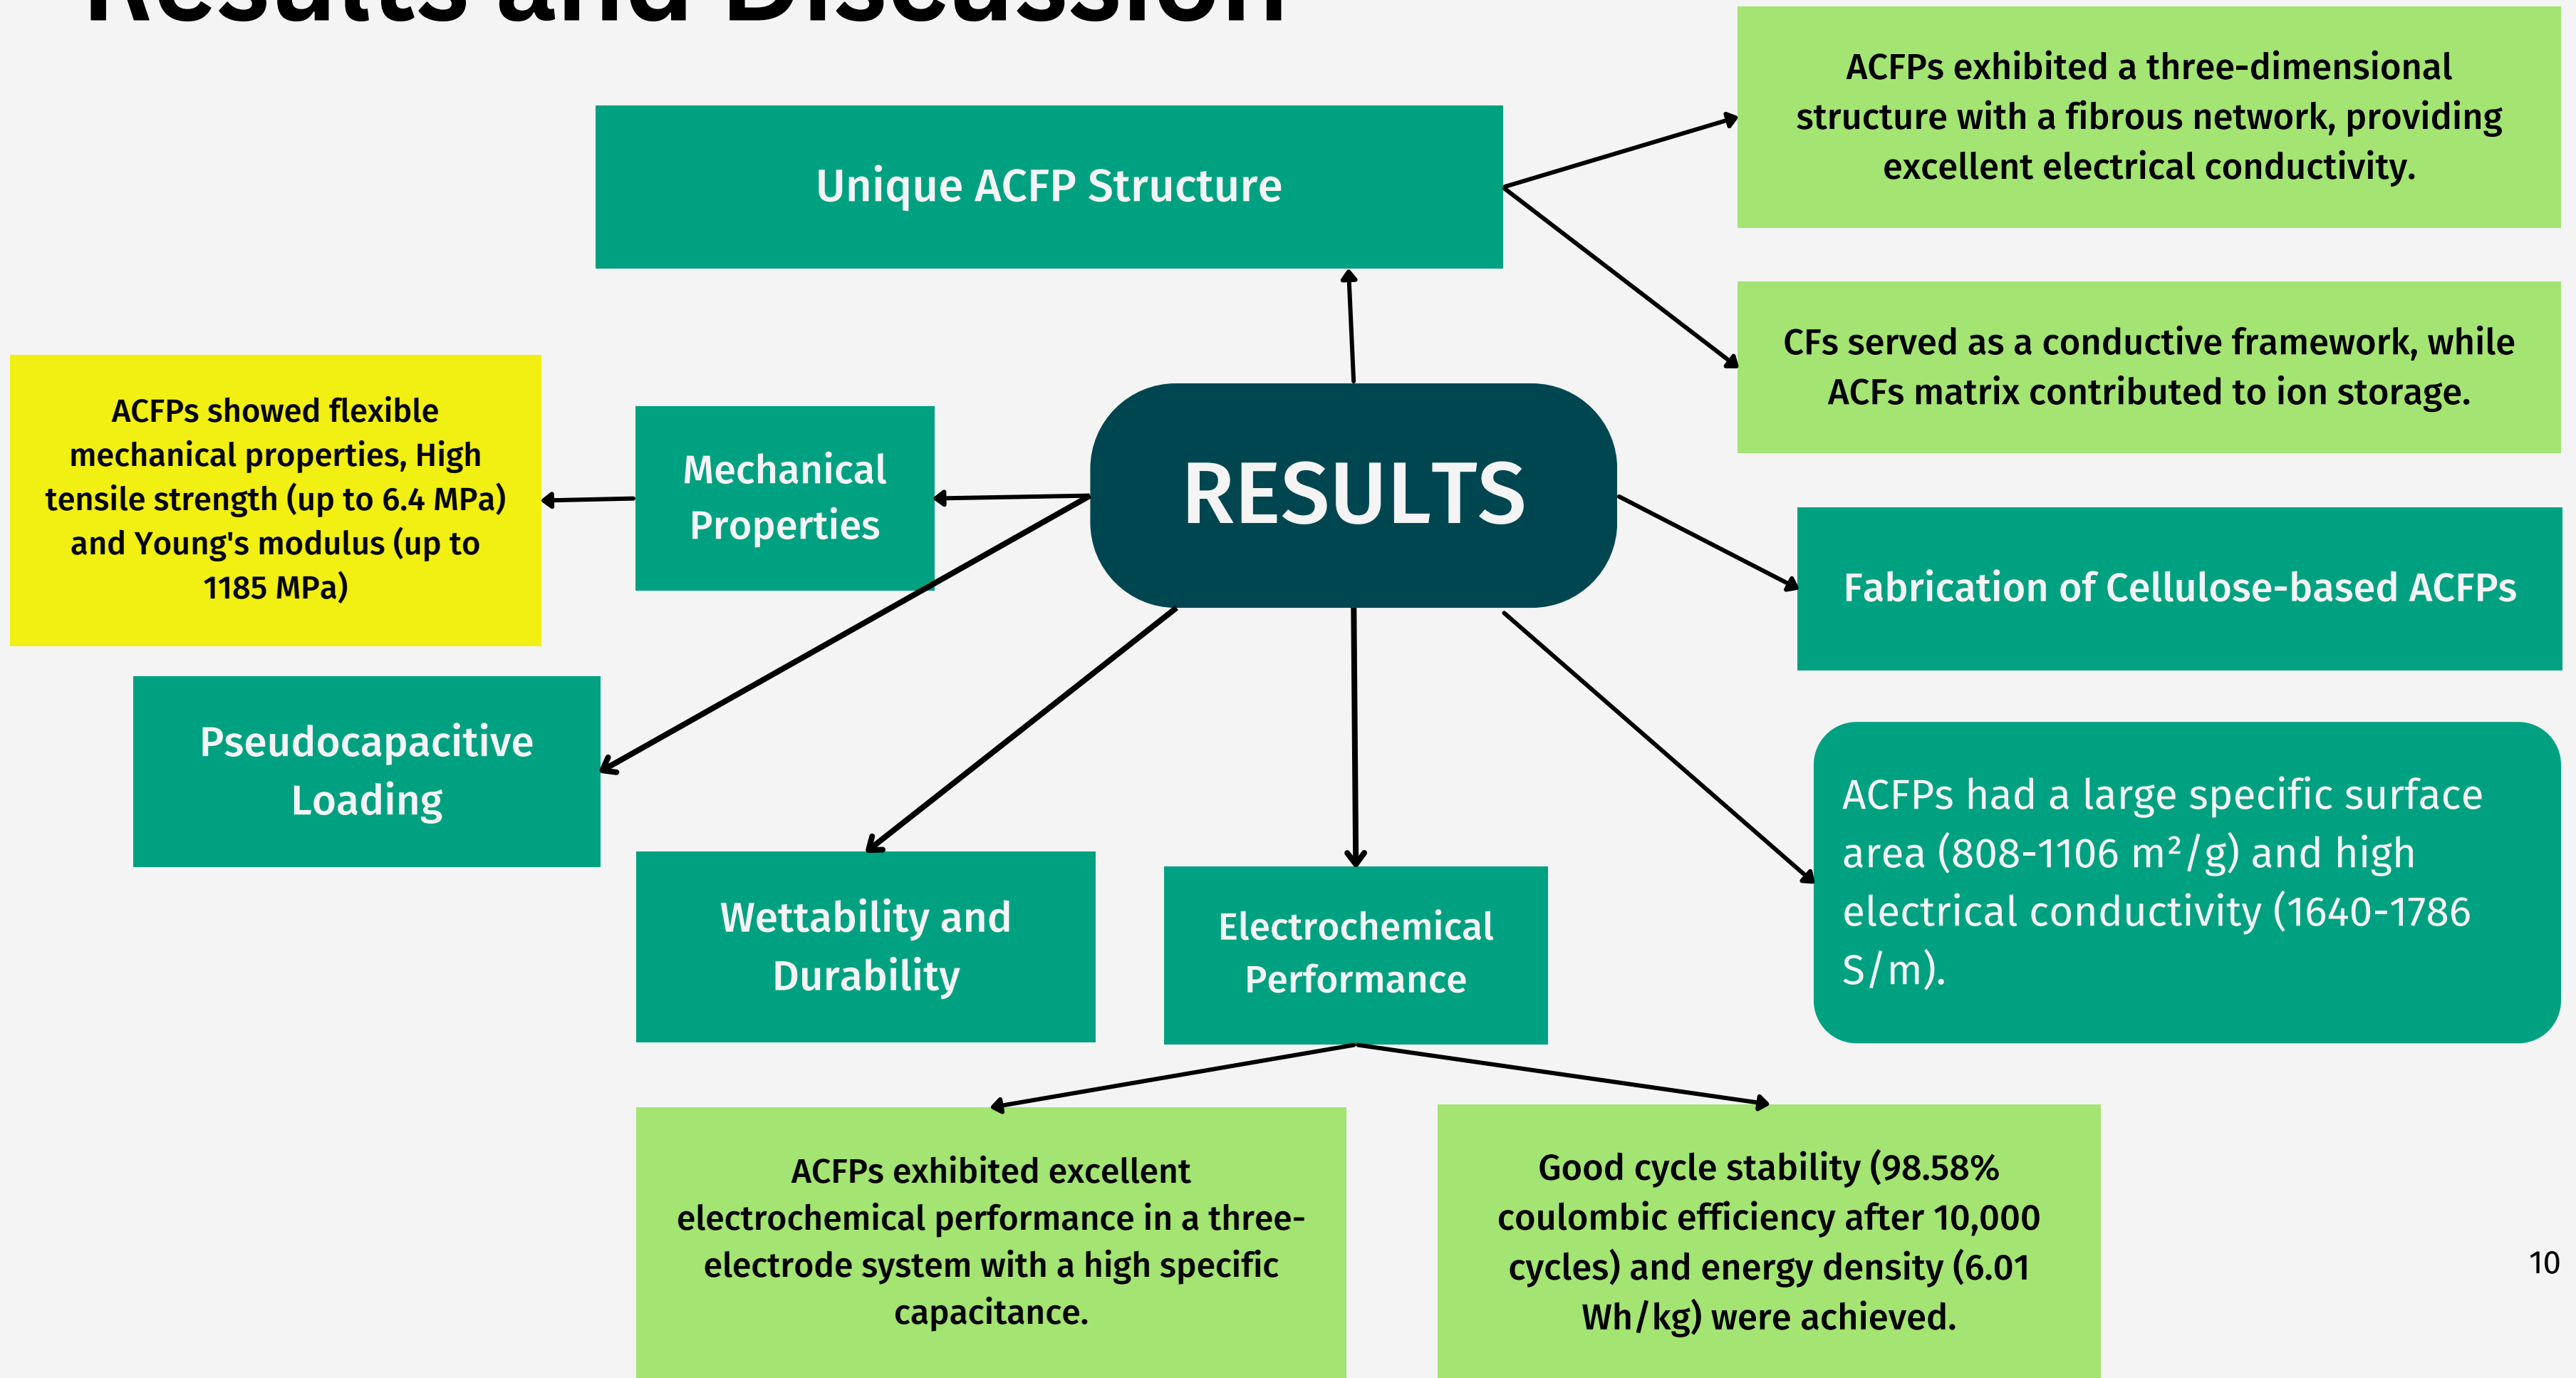 Results and Discussion
Unique ACFP Structure
ACFPs exhibited a three-dimensional
structure with a fibrous network, providing
excellent electrical conductivity.
CFs served as a conductive framework, while
ACFs matrix contributed to ion storage.
ACFPs showed flexible
mechanical properties, High
tensile strength (up to 6.4 MPa)
and Young's modulus (up to
1185 MPa)
Mechanical
Properties
RESULTS
Fabrication of Cellulose-based ACFPs
Pseudocapacitive
Loading
ACFPs had a large specific surface
area (808-1106 m²/g) and high
electrical conductivity (1640-1786
S/m).
Wettability and
Durability
Electrochemical
Performance
ACFPs exhibited excellent
electrochemical performance in a three-
electrode system with a high specific
capacitance.
Good cycle stability (98.58%
coulombic efficiency after 10,000
cycles) and energy density (6.01
Wh/kg) were achieved.
10